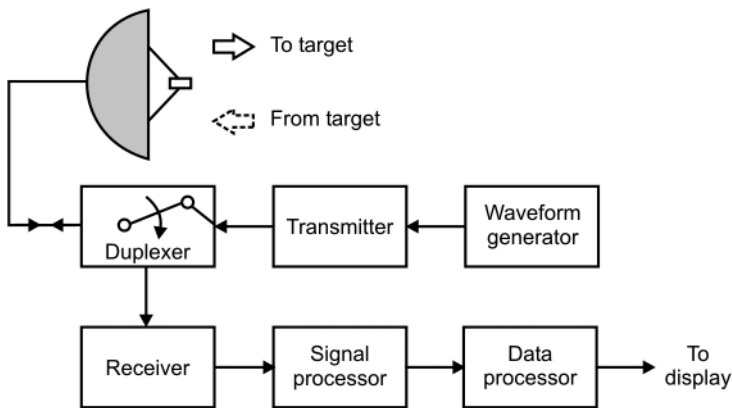 To target
From target
Duplexer
Transmitter
Waveform
generator
Receiver
Signal
processor
Data
processor
To
display